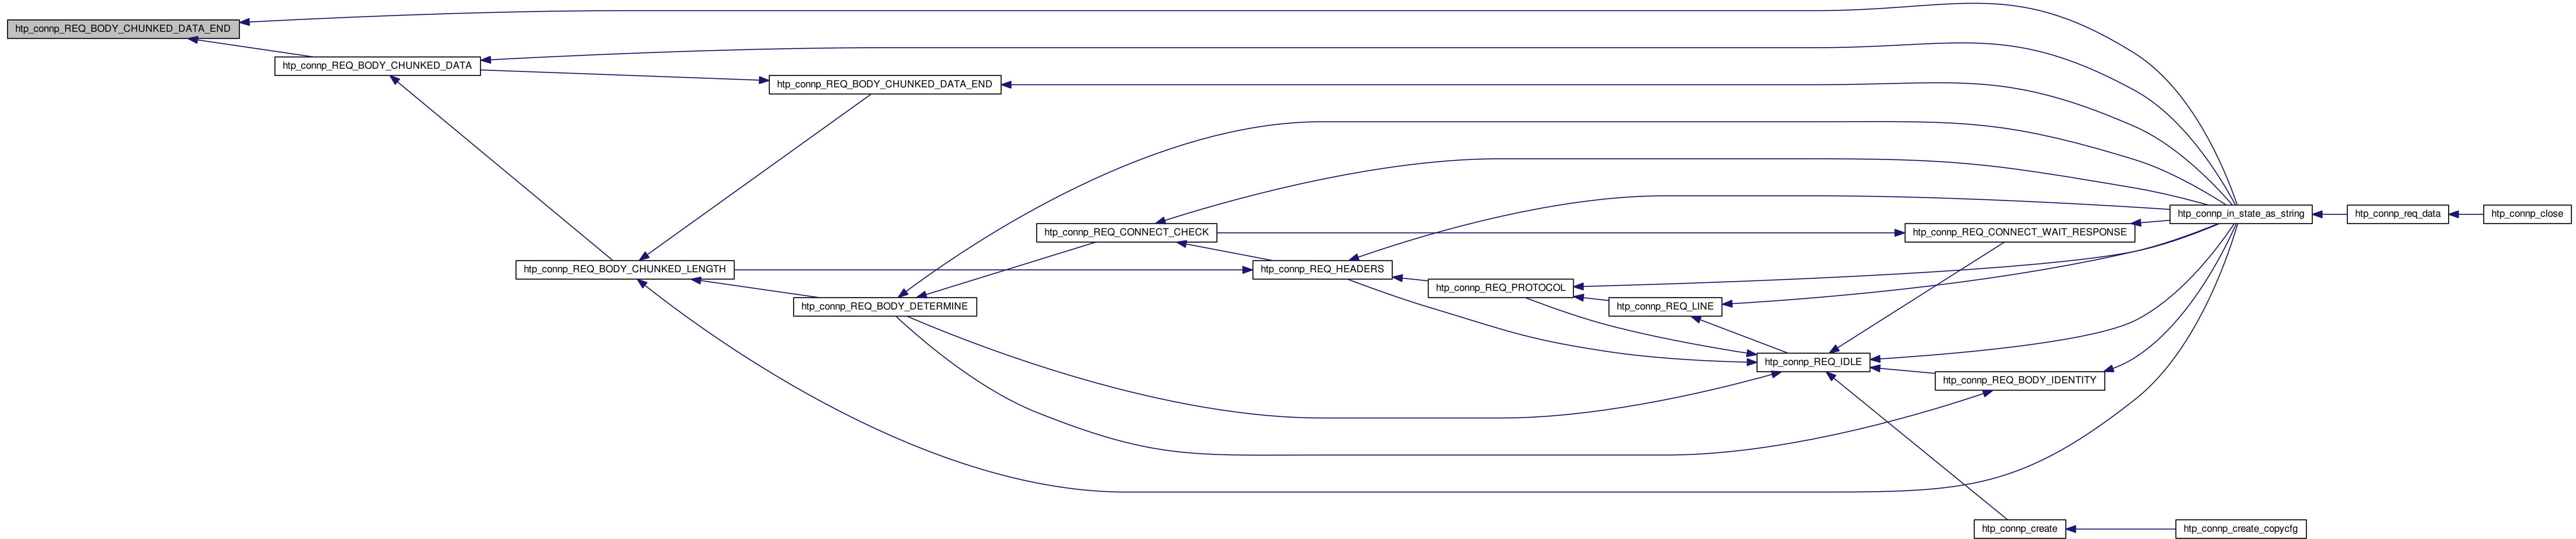 htp_connp_REQ_BODY_CHUNKED_DATA_END
htp_connp_REQ_BODY_CHUNKED_DATA
htp_connp_REQ_BODY_CHUNKED_DATA_END
htp_connp_in_state_as_string
htp_connp_req_data
htp_connp_close
htp_connp_REQ_CONNECT_CHECK
htp_connp_REQ_CONNECT_WAIT_RESPONSE
htp_connp_REQ_BODY_CHUNKED_LENGTH
htp_connp_REQ_HEADERS
htp_connp_REQ_PROTOCOL
htp_connp_REQ_BODY_DETERMINE
htp_connp_REQ_LINE
htp_connp_REQ_IDLE
htp_connp_REQ_BODY_IDENTITY
htp_connp_create
htp_connp_create_copycfg